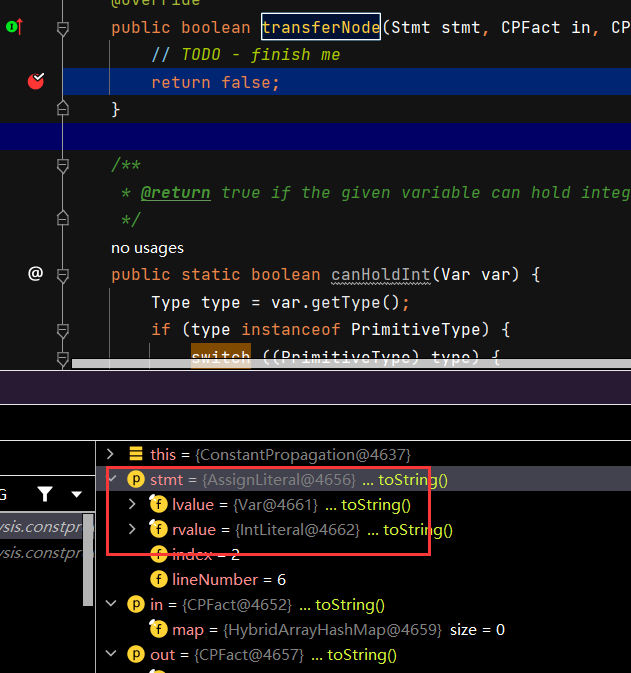 @Override
public boolean transferNode(Stmt stmt, CPFact in, CP
// TODO - finish me
return false;
}
/**
* @return true if the given variable can hold integ
*/
no usages
@ public static boolean canHoldInt(Var var) {
Type type = var.getType();
if (type instanceof PrimitiveType) {
switch ((PrimitiveType) type) {
this = {ConstantPropagation@4637}
p stmt = {AssignLiteral@4656} ... toString()
G f lvalue = {Var@4661} ... toString()
ysis.constpro f rvalue = {IntLiteral@4662} ... toString()
ysis.constpro f index = 2
f lineNumber = 6
p in = {CPFact@4652} ... toString()
f map = {HybridArrayHashMap@4659} size = 0
p out = {CPFact@4657} ... toString()